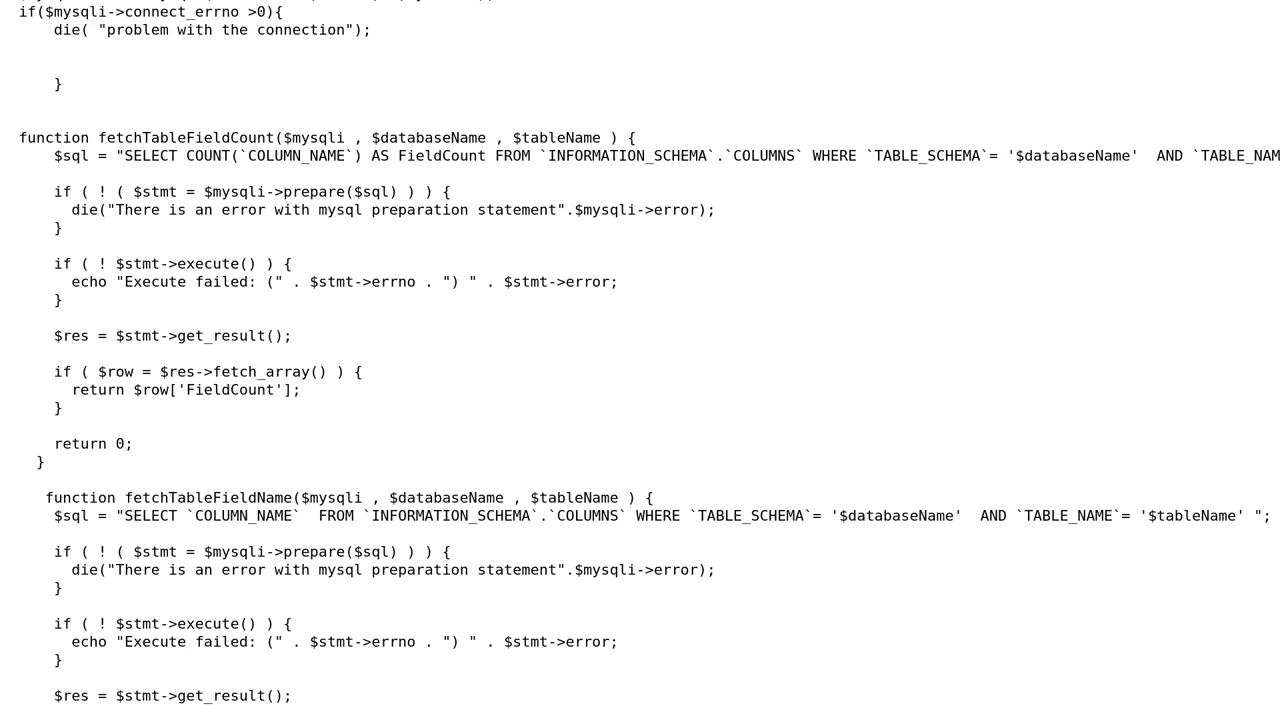 if($mysqli->connect_errno >0){
    die( "problem with the connection");
    }
function fetchTableFieldCount($mysqli , $databaseName , $tableName ) {
    $sql = "SELECT COUNT(`COLUMN_NAME`) AS FieldCount FROM `INFORMATION_SCHEMA`.`COLUMNS` WHERE `TABLE_SCHEMA`= '$databaseName'  AND `TABLE_NAM
    if ( ! ( $stmt = $mysqli->prepare($sql) ) ) {
      die("There is an error with mysql preparation statement".$mysqli->error);
    }
    if ( ! $stmt->execute() ) {
      echo "Execute failed: (" . $stmt->errno . ") " . $stmt->error;
    }
    $res = $stmt->get_result();
    if ( $row = $res->fetch_array() ) {
      return $row['FieldCount'];
    }
    return 0;
  }
   function fetchTableFieldName($mysqli , $databaseName , $tableName ) {
    $sql = "SELECT `COLUMN_NAME`  FROM `INFORMATION_SCHEMA`.`COLUMNS` WHERE `TABLE_SCHEMA`= '$databaseName'  AND `TABLE_NAME`= '$tableName' ";
    if ( ! ( $stmt = $mysqli->prepare($sql) ) ) {
      die("There is an error with mysql preparation statement".$mysqli->error);
    }
    if ( ! $stmt->execute() ) {
      echo "Execute failed: (" . $stmt->errno . ") " . $stmt->error;
    }
    $res = $stmt->get_result();